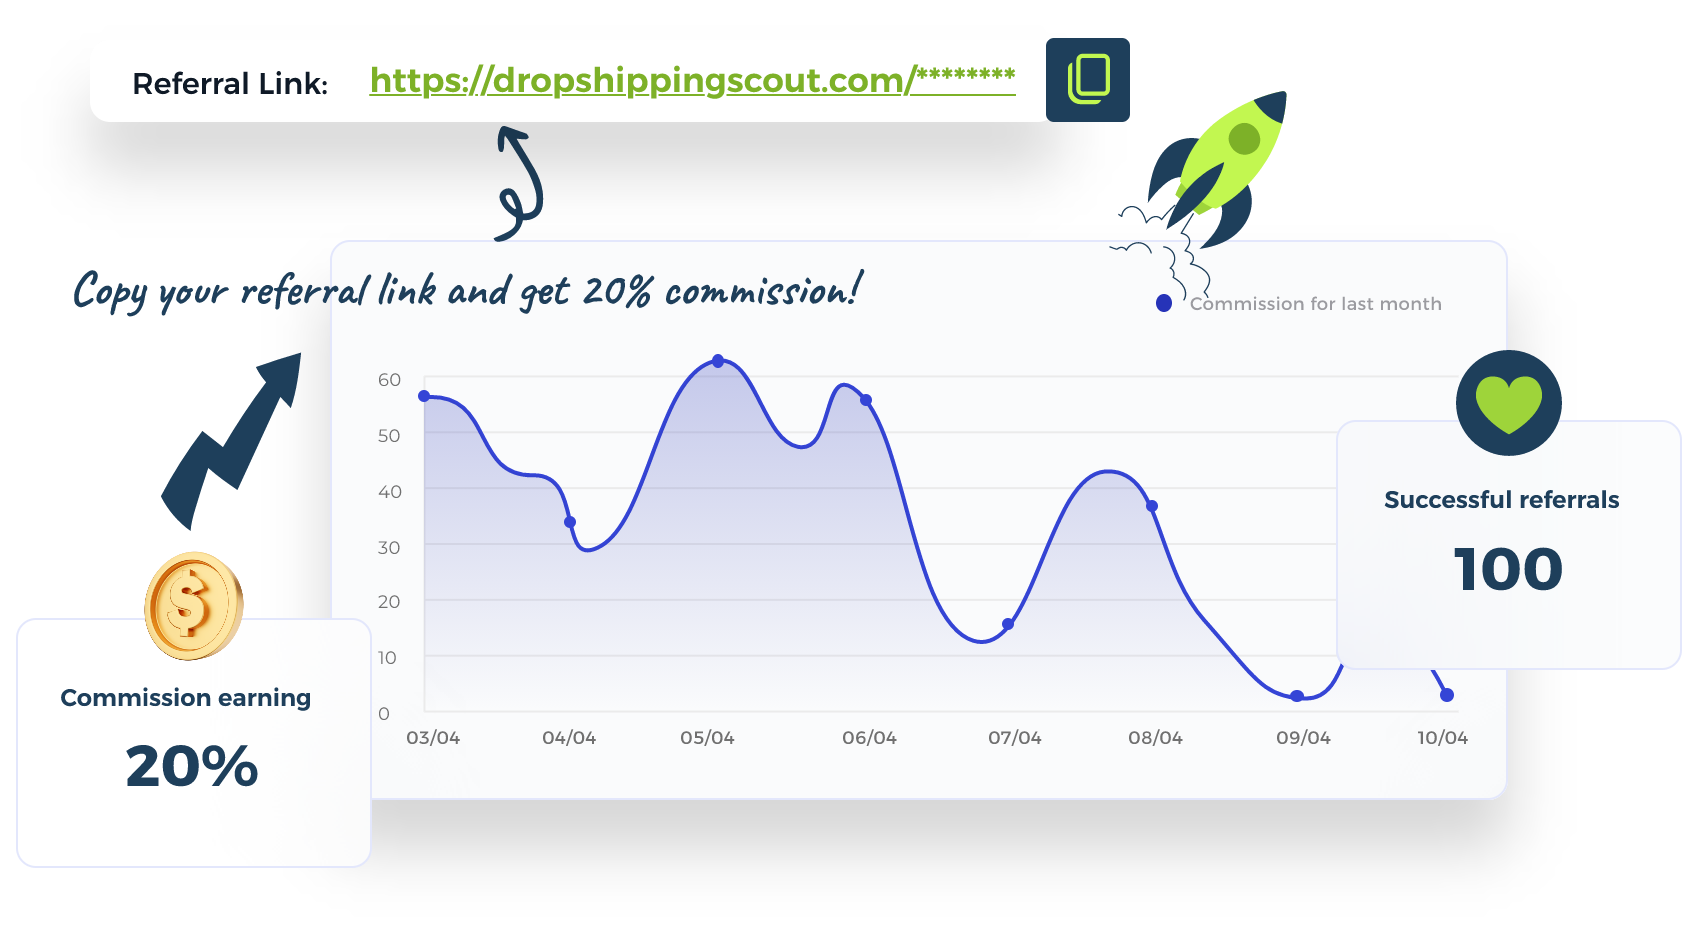 Referral Link: https://dropshippingscout.com/********
Copy your referral link and get 20% commission!
Commission for last month
60
50
40
30
20
10
0
03/04 04/04 05/04 06/04 07/04 08/04 09/04 10/04
Successful referrals
100
$
Commission earning
20%